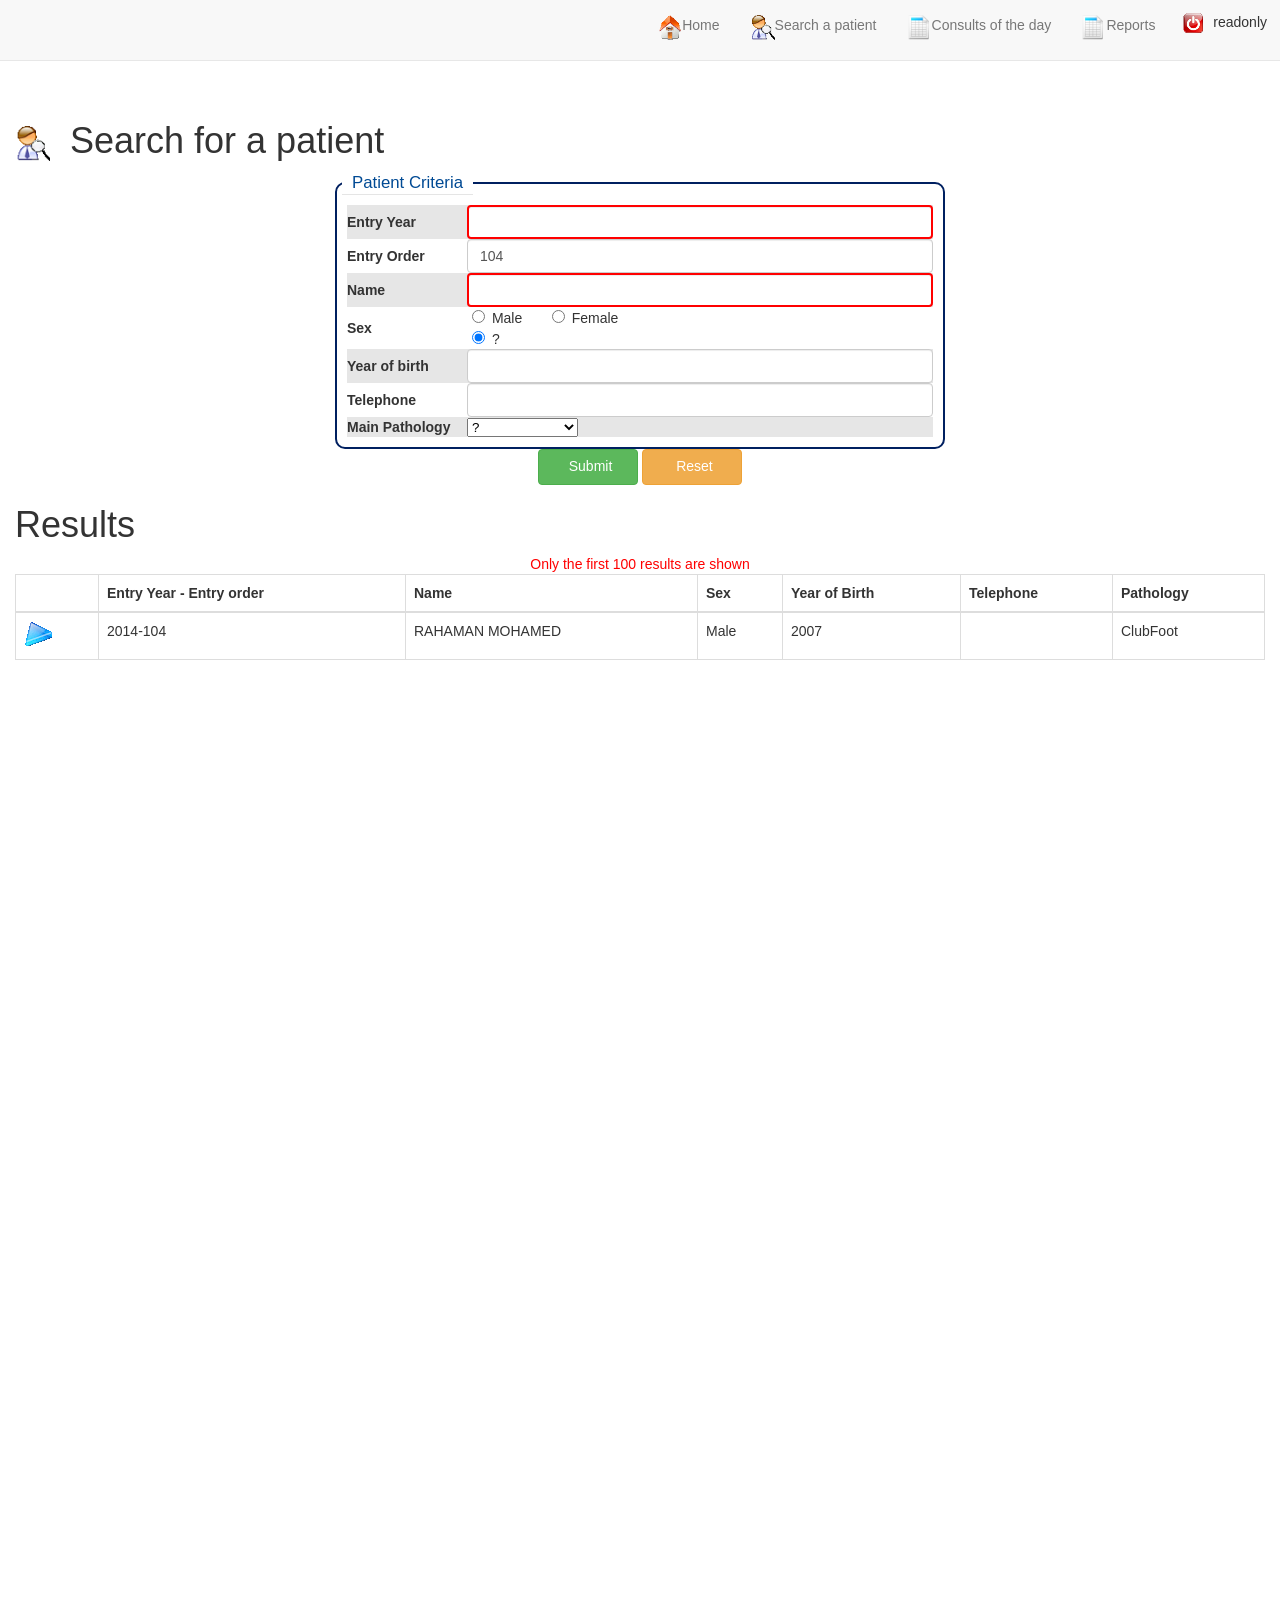 Home Search a patient Consults of the day Reports readonly
Search for a patient
Patient Criteria
Entry Year
Entry Order 104
Name
Sex Male Female
?
Year of birth
Telephone
Main Pathology ?
Submit Reset
Results
Only the first 100 results are shown
Entry Year - Entry order Name Sex Year of Birth Telephone Pathology
2014-104 RAHAMAN MOHAMED Male 2007 ClubFoot